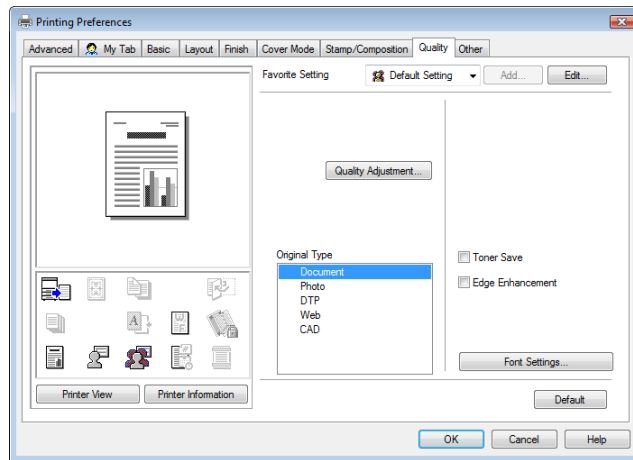 Printing Preferences
Advanced My Tab Basic Layout Finish Cover Mode Stamp/Composition Quality Other
Favorite Setting Default Setting Add... Edit...
Quality Adjustment...
Original Type
Document
Photo
DTP
Web
CAD
Toner Save
Edge Enhancement
Font Settings...
Printer View Printer Information
Default
OK Cancel Help